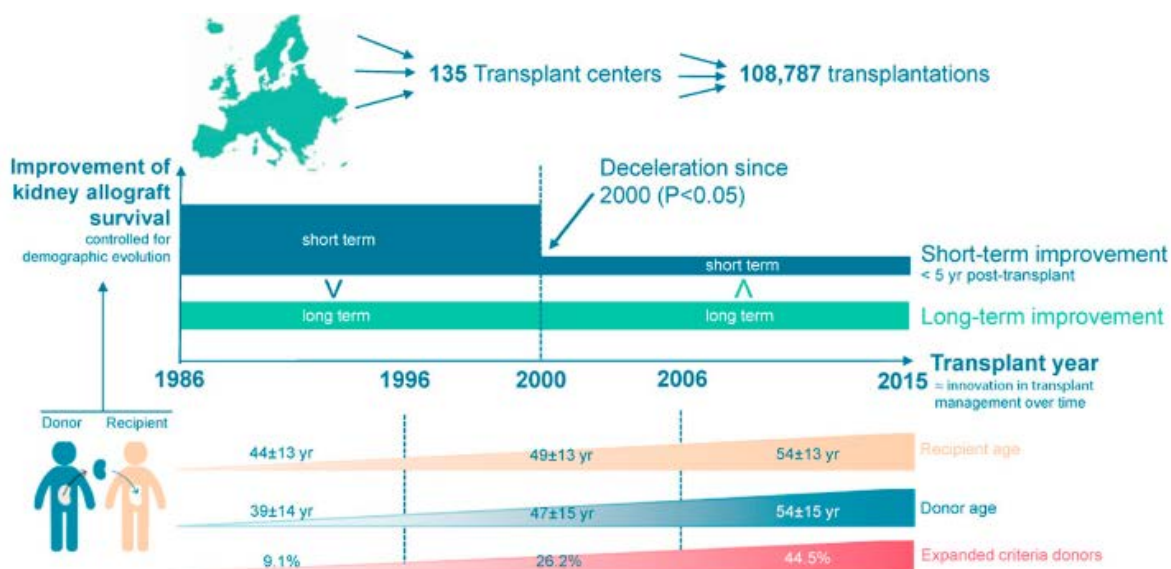 135 Transplant centers
108,787 transplantations
Improvement of
kidney allograft
survival
controlled for
demographic evolution
Deceleration since
2000 (P<0.05)
short term
short term
Short-term improvement
< 5 yr post-transplant
V
Λ
long term
long term
Long-term improvement
1986
1996
2000
2006
2015
Transplant year
≈ innovation in transplant
management over time
Donor
Recipient
44±13 yr
49±13 yr
54±13 yr
Recipient age
39±14 yr
47±15 yr
54±15 yr
Donor age
9.1%
26.2%
44.5%
Expanded criteria donors